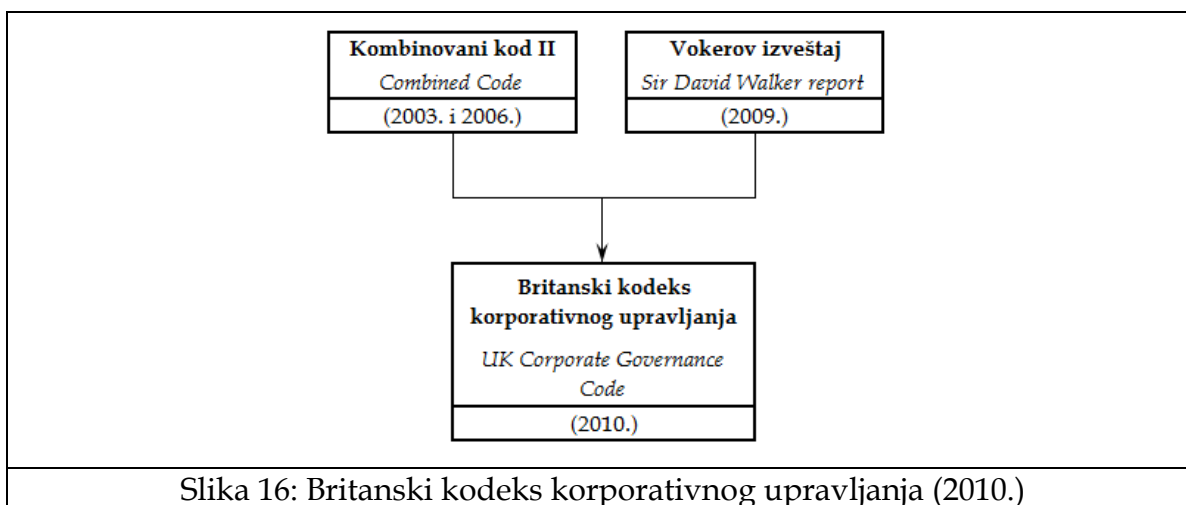 Kombinovani kod II
Combined Code
(2003. i 2006.)
Vokerov izveštaj
Sir David Walker report
(2009.)
Britanski kodeks
korporativnog upravljanja
UK Corporate Governance
Code
(2010.)
Slika 16: Britanski kodeks korporativnog upravljanja (2010.)